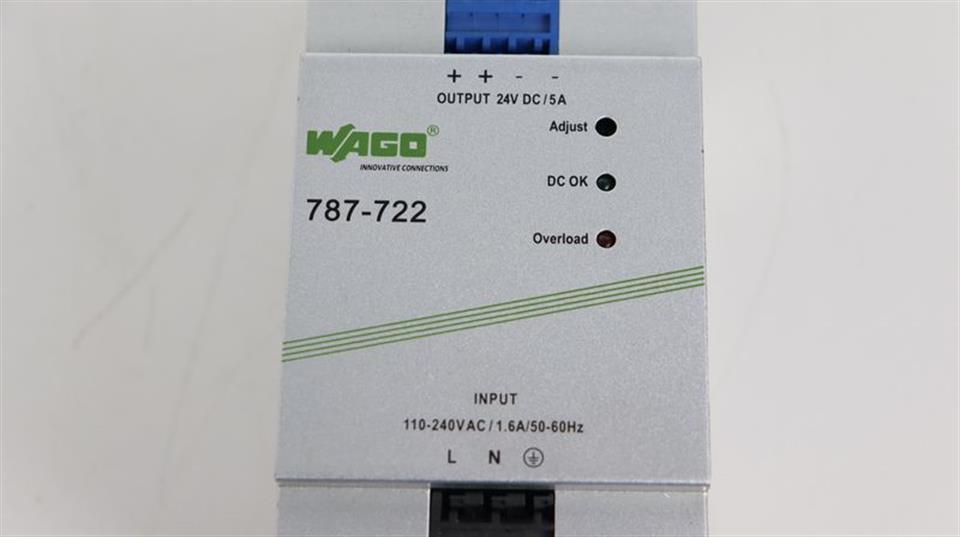 + + - -
OUTPUT 24V DC/5A
Adjust
WAGO®
INNOVATIVE CONNECTIONS
DC OK
787-722
Overload
INPUT
110-240VAC/1.6A/50-60Hz
L N ⏚